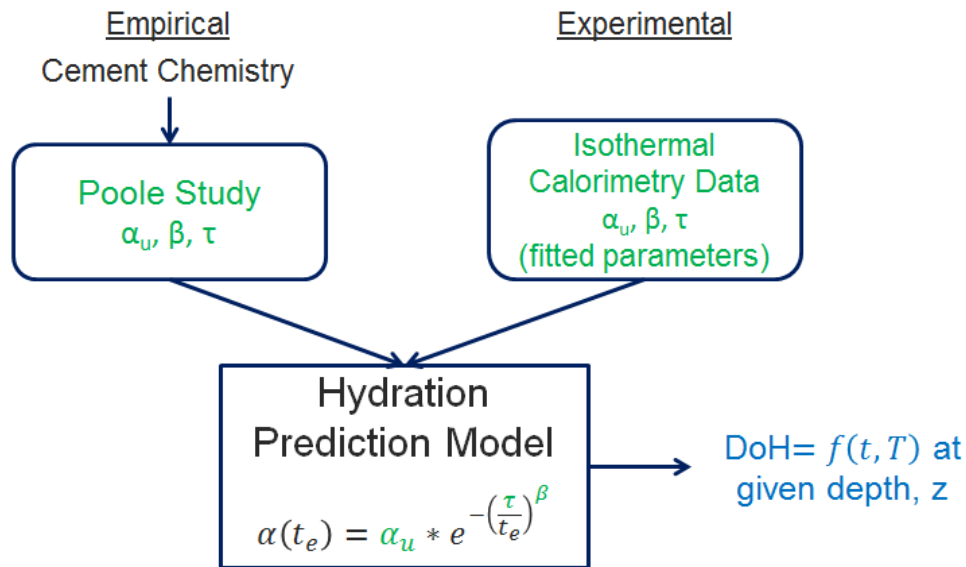 Empirical
Cement Chemistry
Poole Study
αᵤ, β, τ
Experimental
Isothermal
Calorimetry Data
αᵤ, β, τ
(fitted parameters)
Hydration
Prediction Model
α(tₑ) = αᵤ * e^{-(τ/tₑ)^β}
DoH= f(t, T) at
given depth, z